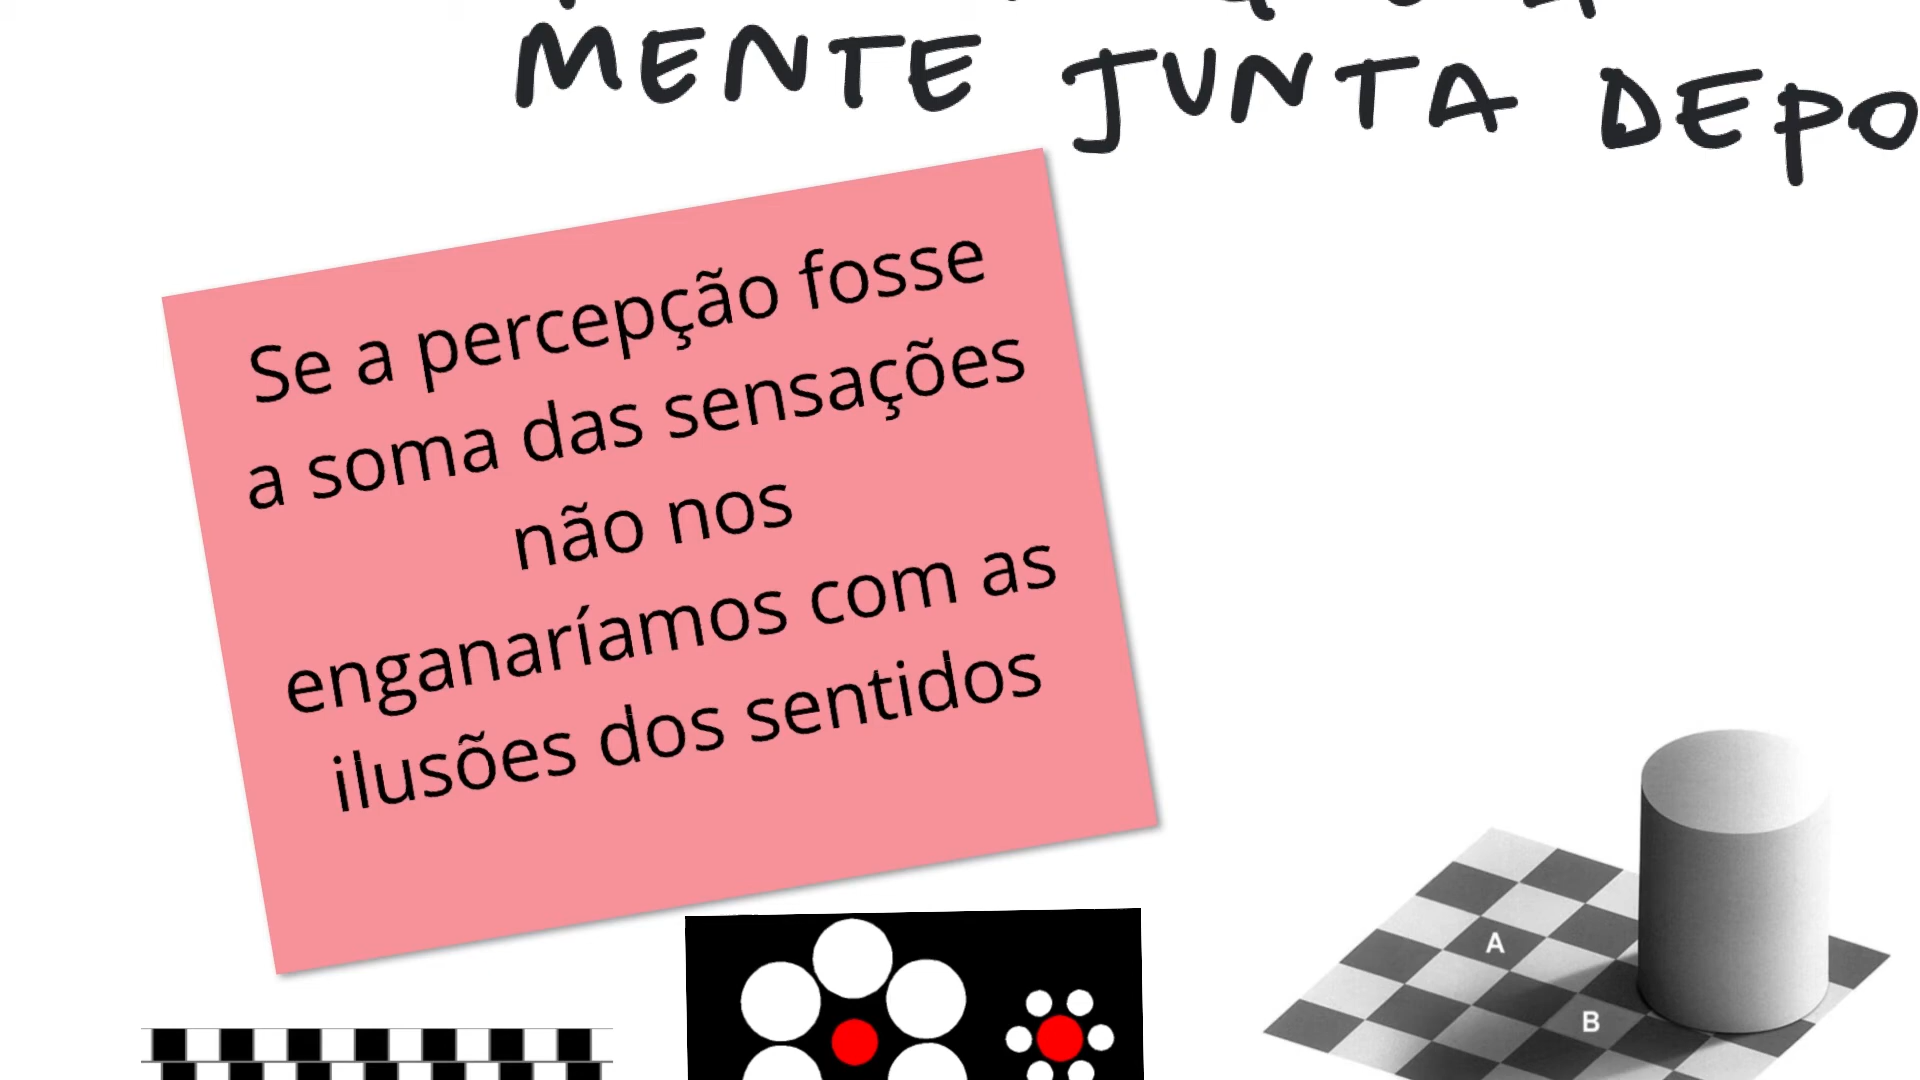 MENTE JUNTA DEPO
Se a percepção fosse
a soma das sensações
não nos
enganaríamos com as
ilusões dos sentidos
A
B